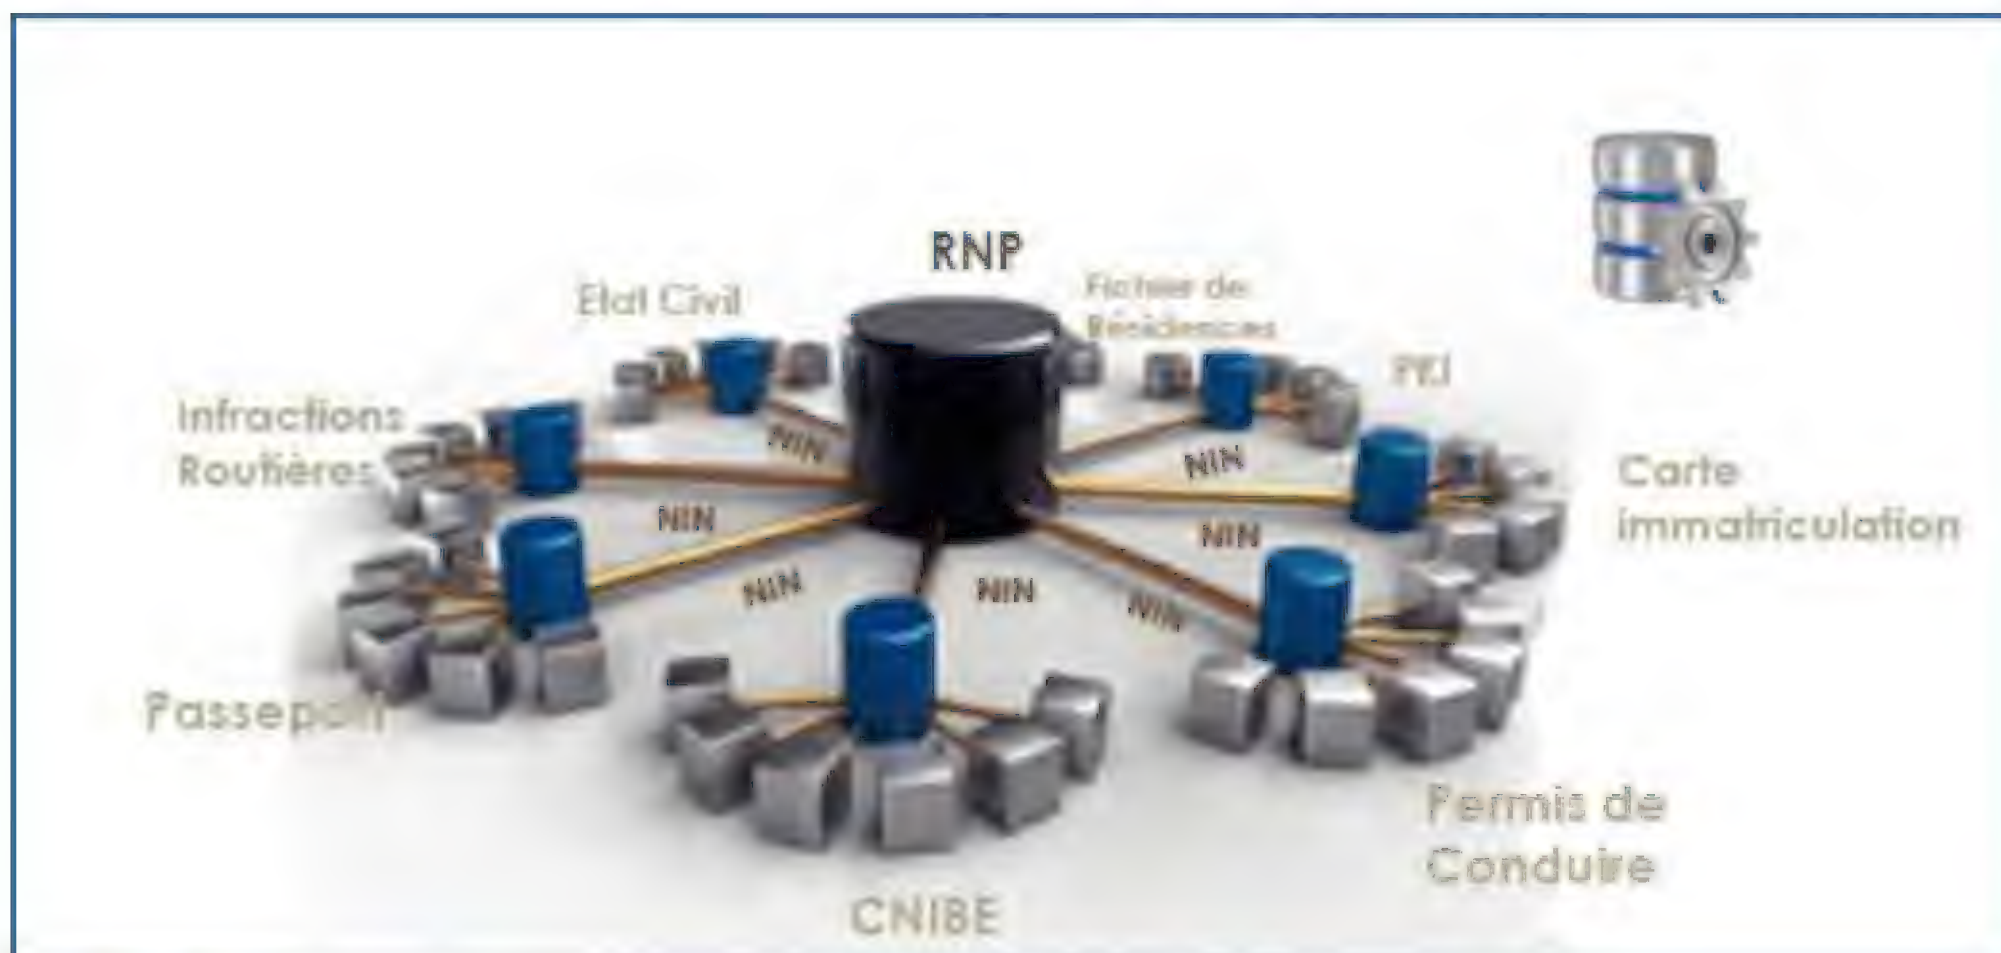 RNP
Etat Civil
Fichier de
Résidences
Infractions
Routières
Carte
immatriculation
NIN
NIN
NIN
NIN
NIN
NIN
NIN
Passeport
Permis de
Conduire
CNIBE